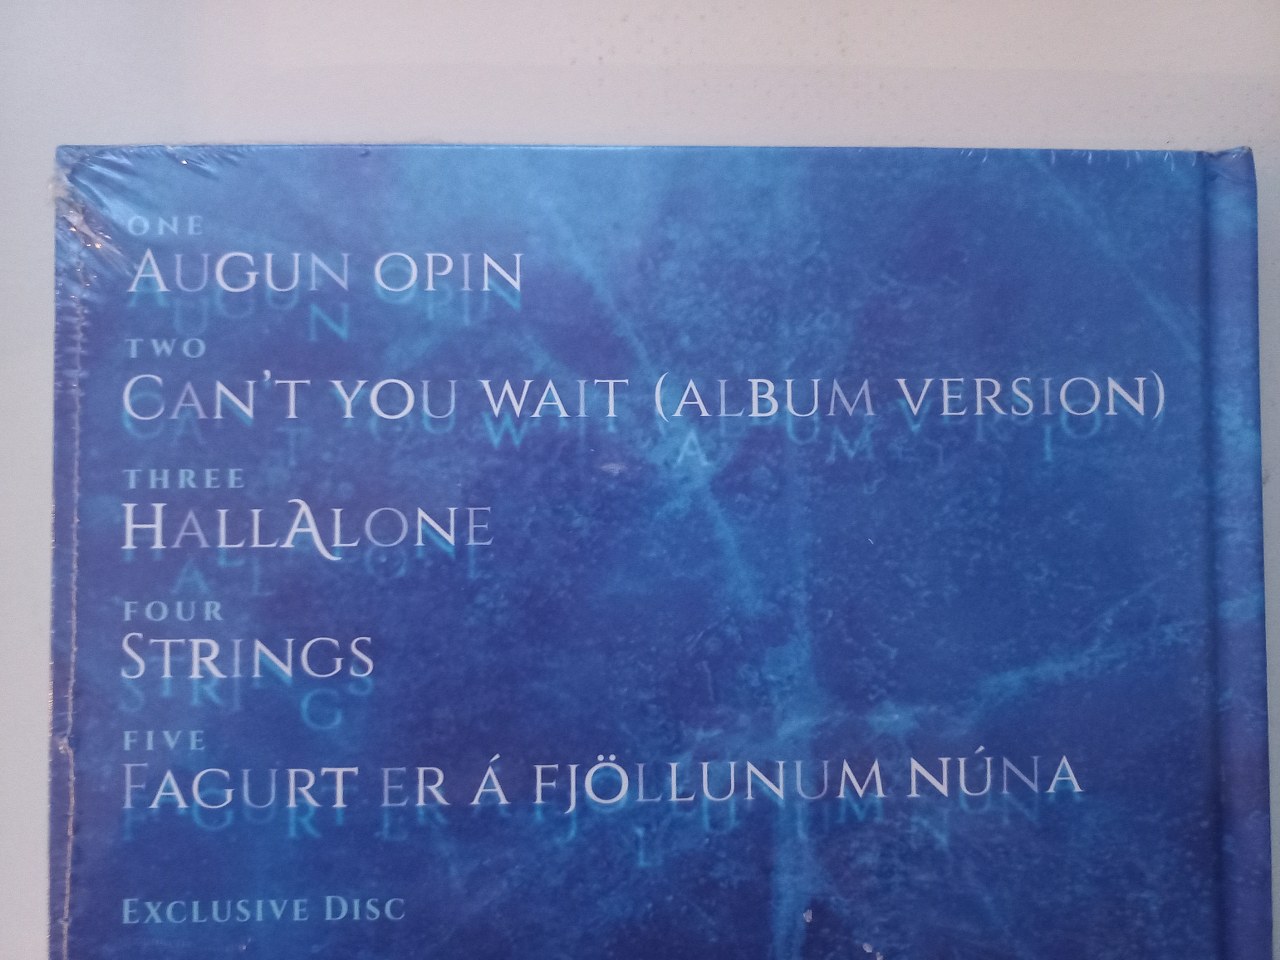 ONE
AUGUN OPIN
TWO
CAN'T YOU WAIT (ALBUM VERSION)
THREE
HALLALONE
FOUR
STRINGS
FIVE
FAGURT ER Á FJÖLLUNUM NÚNA
EXCLUSIVE DISC